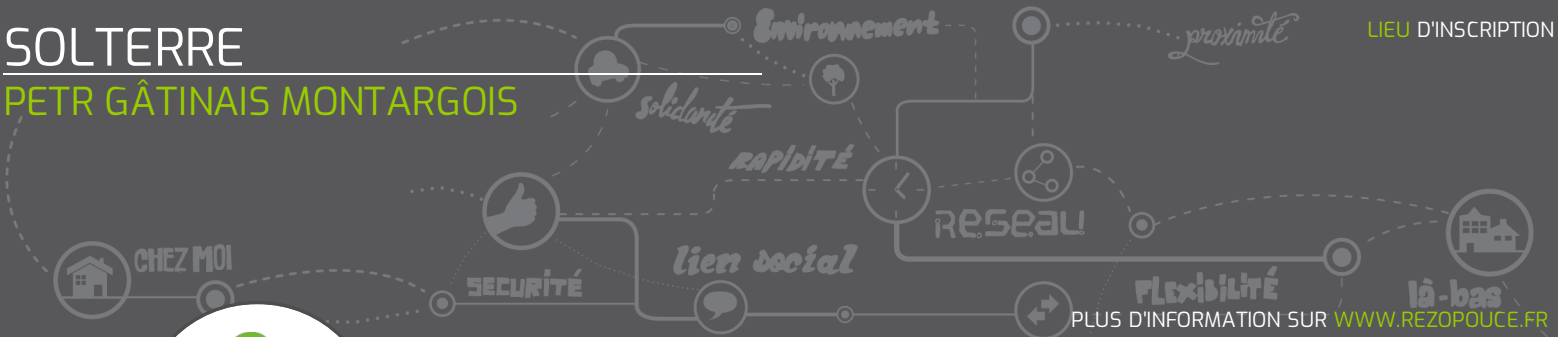 SOLTERRE
PETR GÂTINAIS MONTARGOIS
LIEU D'INSCRIPTION
Environnement
proximité
solidarité
RAPIDITÉ
RESEAU
CHEZ MOI
SECURITÉ
lien social
FLEXIBILITÉ
là-bas
PLUS D'INFORMATION SUR WWW.REZOPOUCE.FR